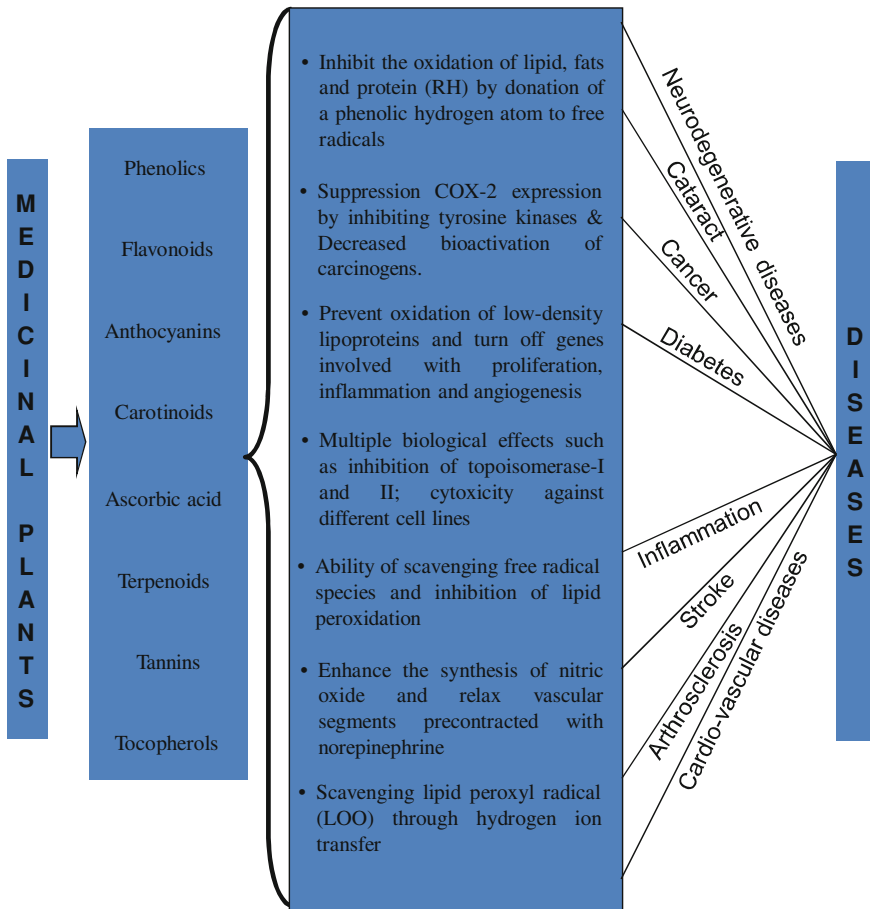 MEDICINAL PLANTS
Phenolics
Flavonoids
Anthocyanins
Carotinoids
Ascorbic acid
Terpenoids
Tannins
Tocopherols
• Inhibit the oxidation of lipid, fats
and protein (RH) by donation of
a phenolic hydrogen atom to free
radicals
• Suppression COX-2 expression
by inhibiting tyrosine kinases &
Decreased bioactivation of
carcinogens.
• Prevent oxidation of low-density
lipoproteins and turn off genes
involved with proliferation,
inflammation and angiogenesis
• Multiple biological effects such
as inhibition of topoisomerase-I
and II; cytoxicity against
different cell lines
• Ability of scavenging free radical
species and inhibition of lipid
peroxidation
• Enhance the synthesis of nitric
oxide and relax vascular
segments precontracted with
norepinephrine
• Scavenging lipid peroxyl radical
(LOO) through hydrogen ion
transfer
Neurodegenerative diseases
Cataract
Cancer
Diabetes
Inflammation
Stroke
Arthrosclerosis
Cardio-vascular diseases
DISEASES